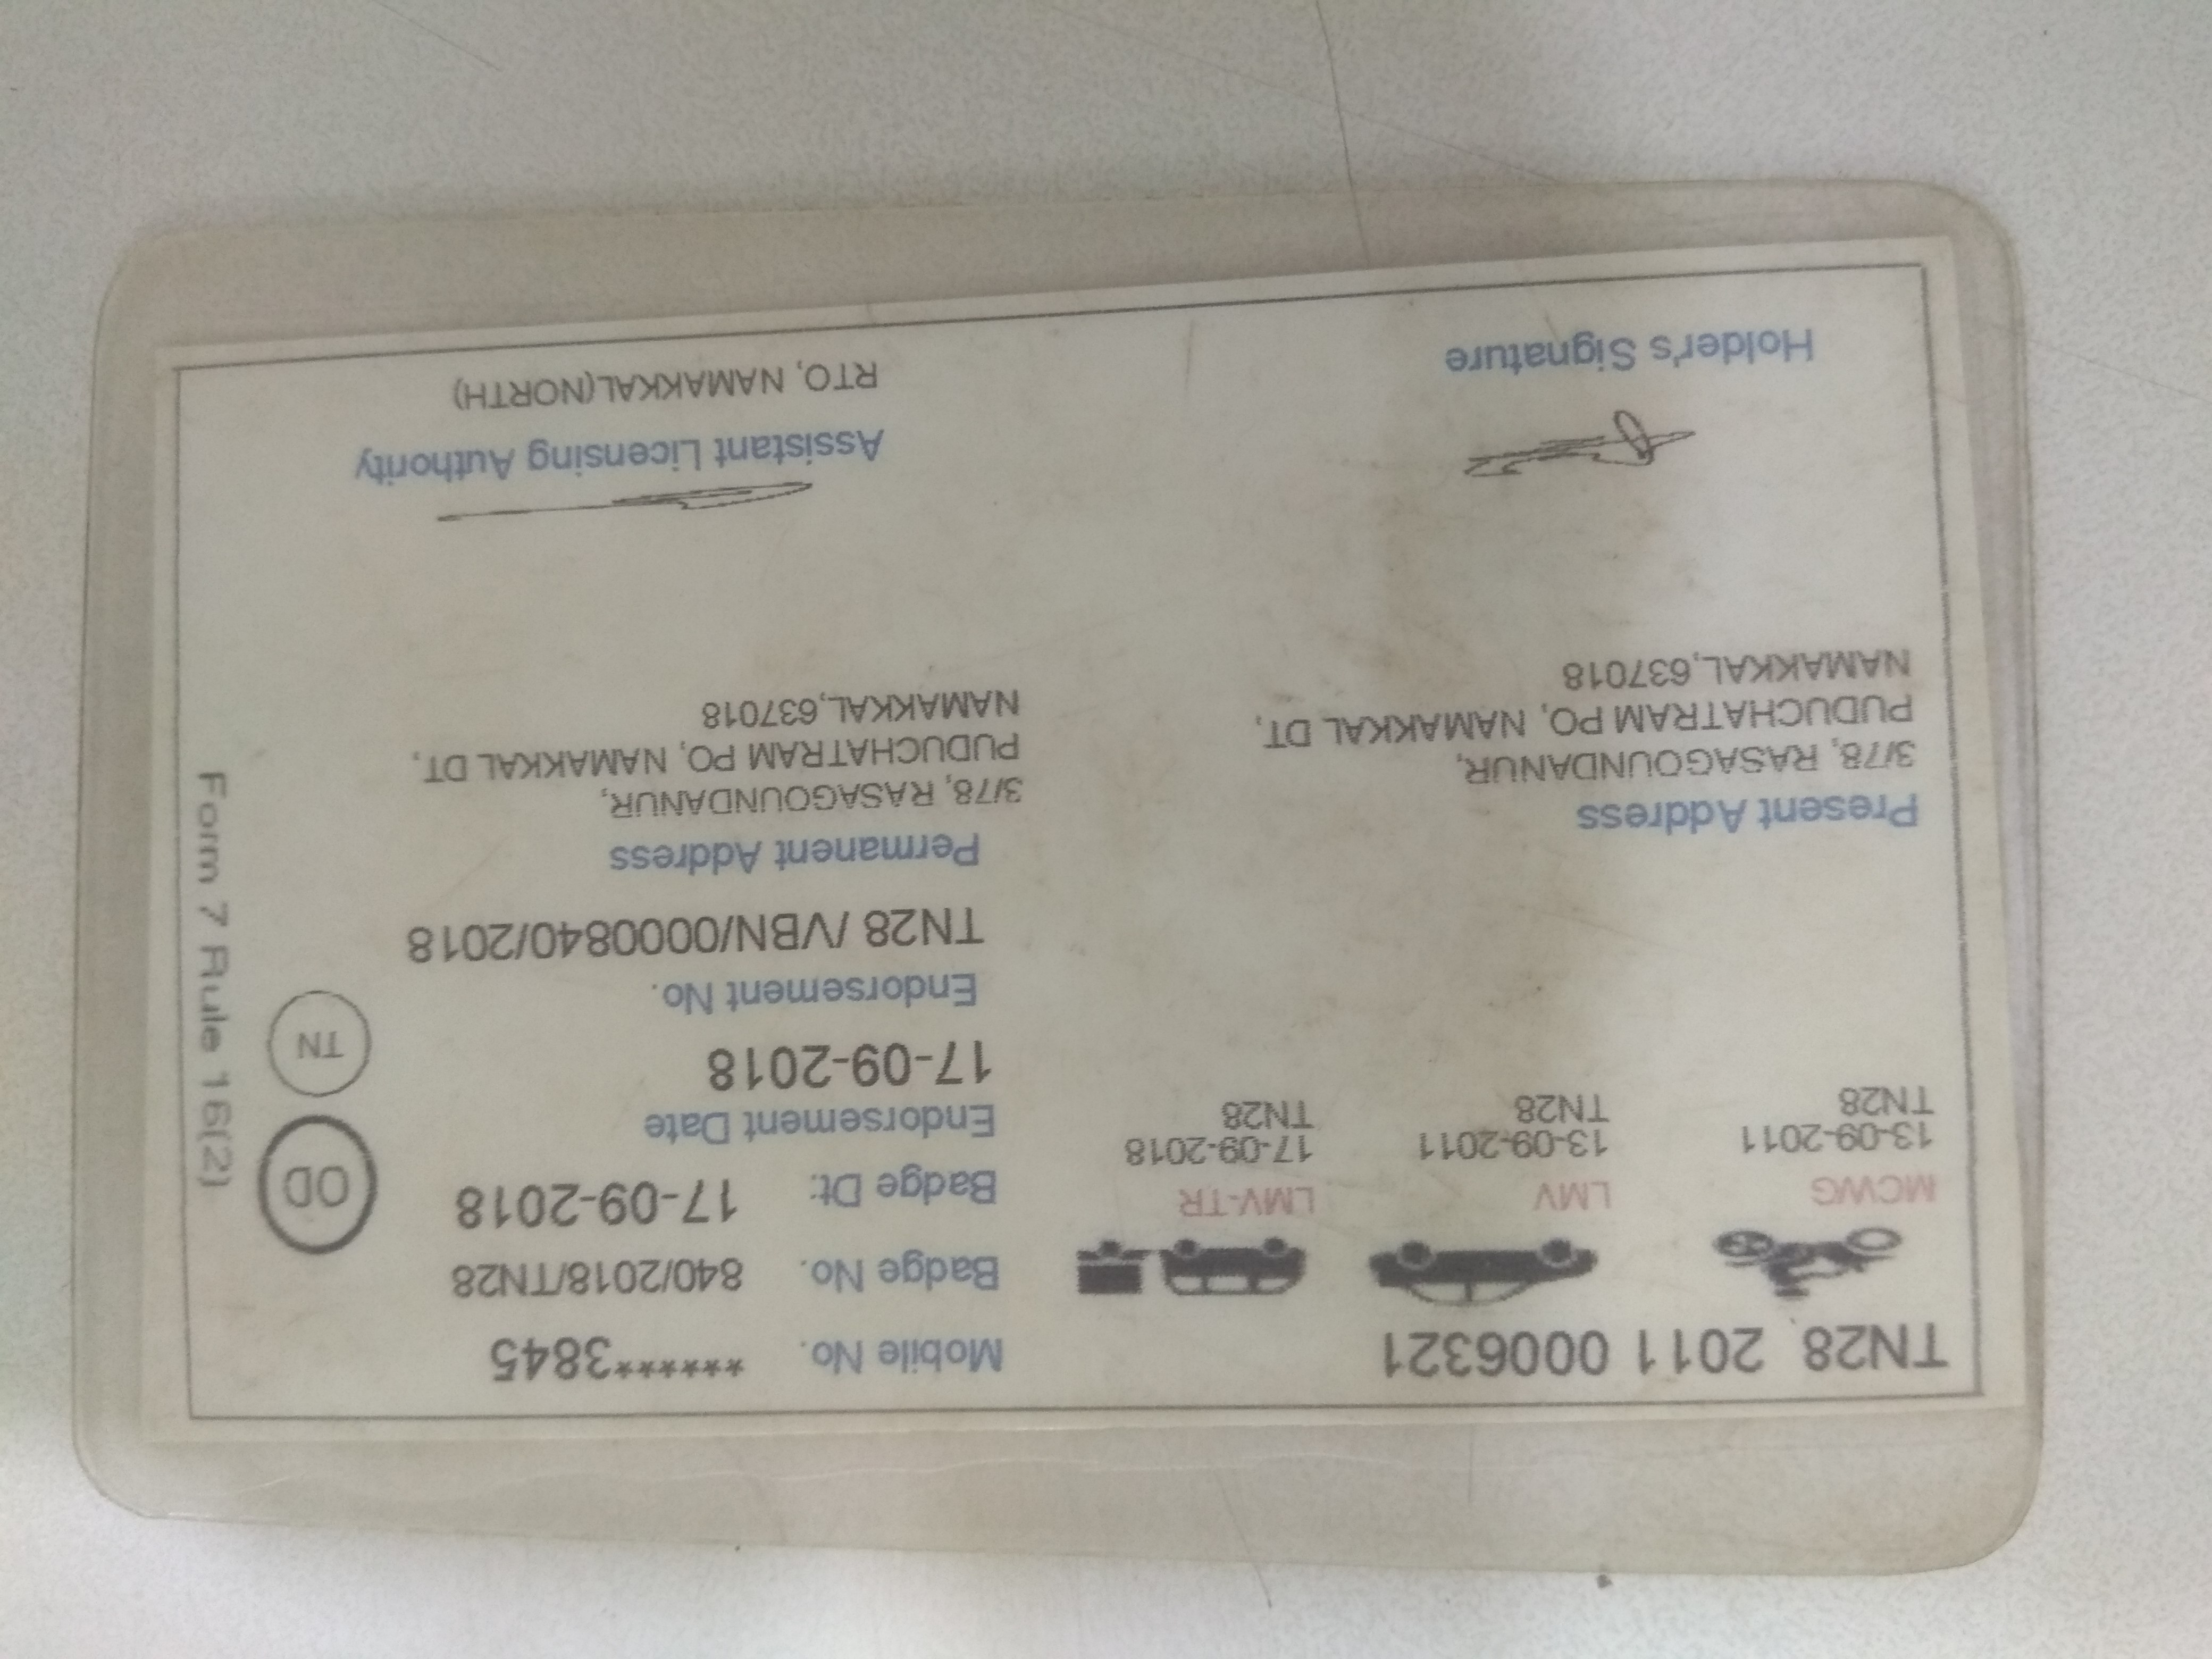 TN28 2011 0006321
MCWG
13-09-2011
TN28
LMV
13-09-2011
TN28
LMV-TR
17-09-2018
TN28
Present Address
3/78, RASAGOUNDANUR,
PUDUCHATRAM PO, NAMAKKAL DT,
NAMAKKAL,637018
Holder's Signature
Mobile No. ******3845
Badge No. 840/2018/TN28
Badge Dt: 17-09-2018
Endorsement Date
17-09-2018
Endorsement No.
TN28 /VBN/0000840/2018
Permanent Address
3/78, RASAGOUNDANUR,
PUDUCHATRAM PO, NAMAKKAL DT,
NAMAKKAL,637018
Assistant Licensing Authority
RTO, NAMAKKAL(NORTH)
OD
TN
Form 7 Rule 16(2)